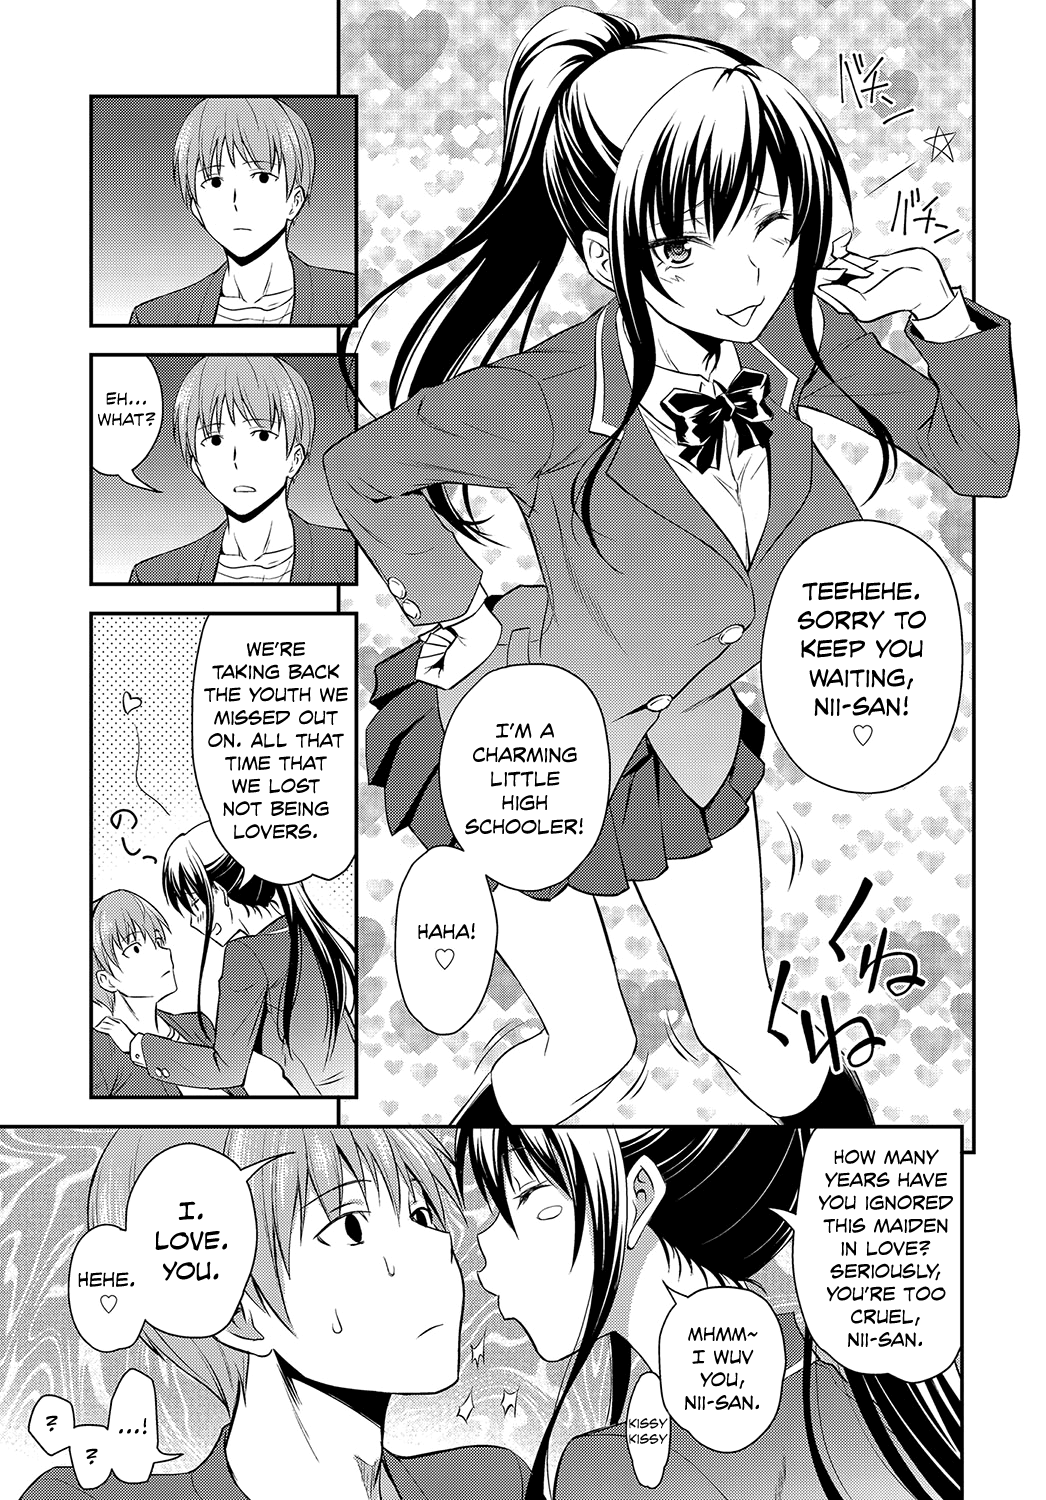 バチン
バチン
TEEHEHE.
SORRY TO
KEEP YOU
WAITING,
NII-SAN!
♡
I'M A
CHARMING
LITTLE
HIGH
SCHOOLER!
HAHA!
♡
くね
くね
EH...
WHAT?
WE'RE
TAKING BACK
THE YOUTH WE
MISSED OUT
ON. ALL THAT
TIME THAT
WE LOST
NOT BEING
LOVERS.
のしっ
HOW MANY
YEARS HAVE
YOU IGNORED
THIS MAIDEN
IN LOVE?
SERIOUSLY,
YOU'RE TOO
CRUEL,
NII-SAN.
MHMM~
I WUV
YOU,
NII-SAN.
KISSY
KISSY
I.
LOVE.
YOU.
HEHE.
♡
...!
?
?